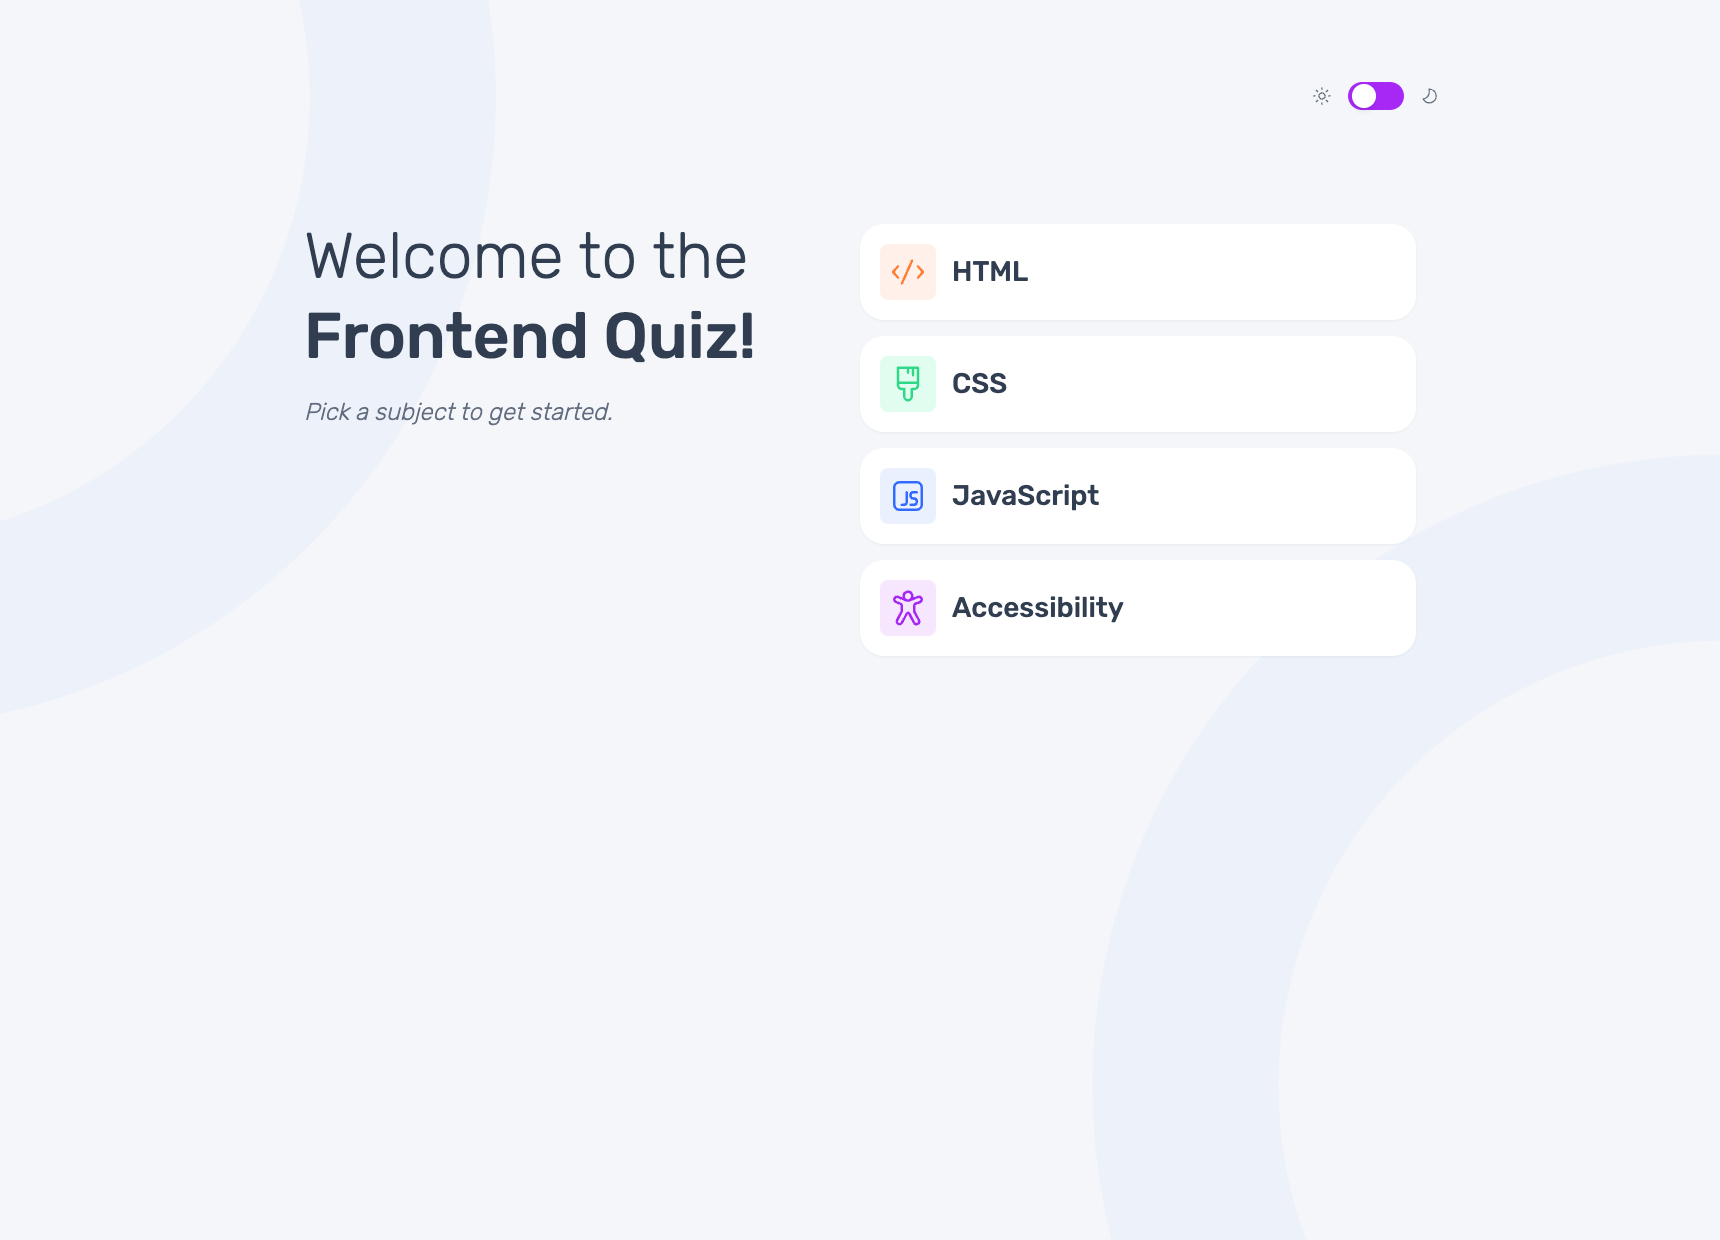 Welcome to the
Frontend Quiz!
Pick a subject to get started.
HTML
CSS
JS
JavaScript
Accessibility